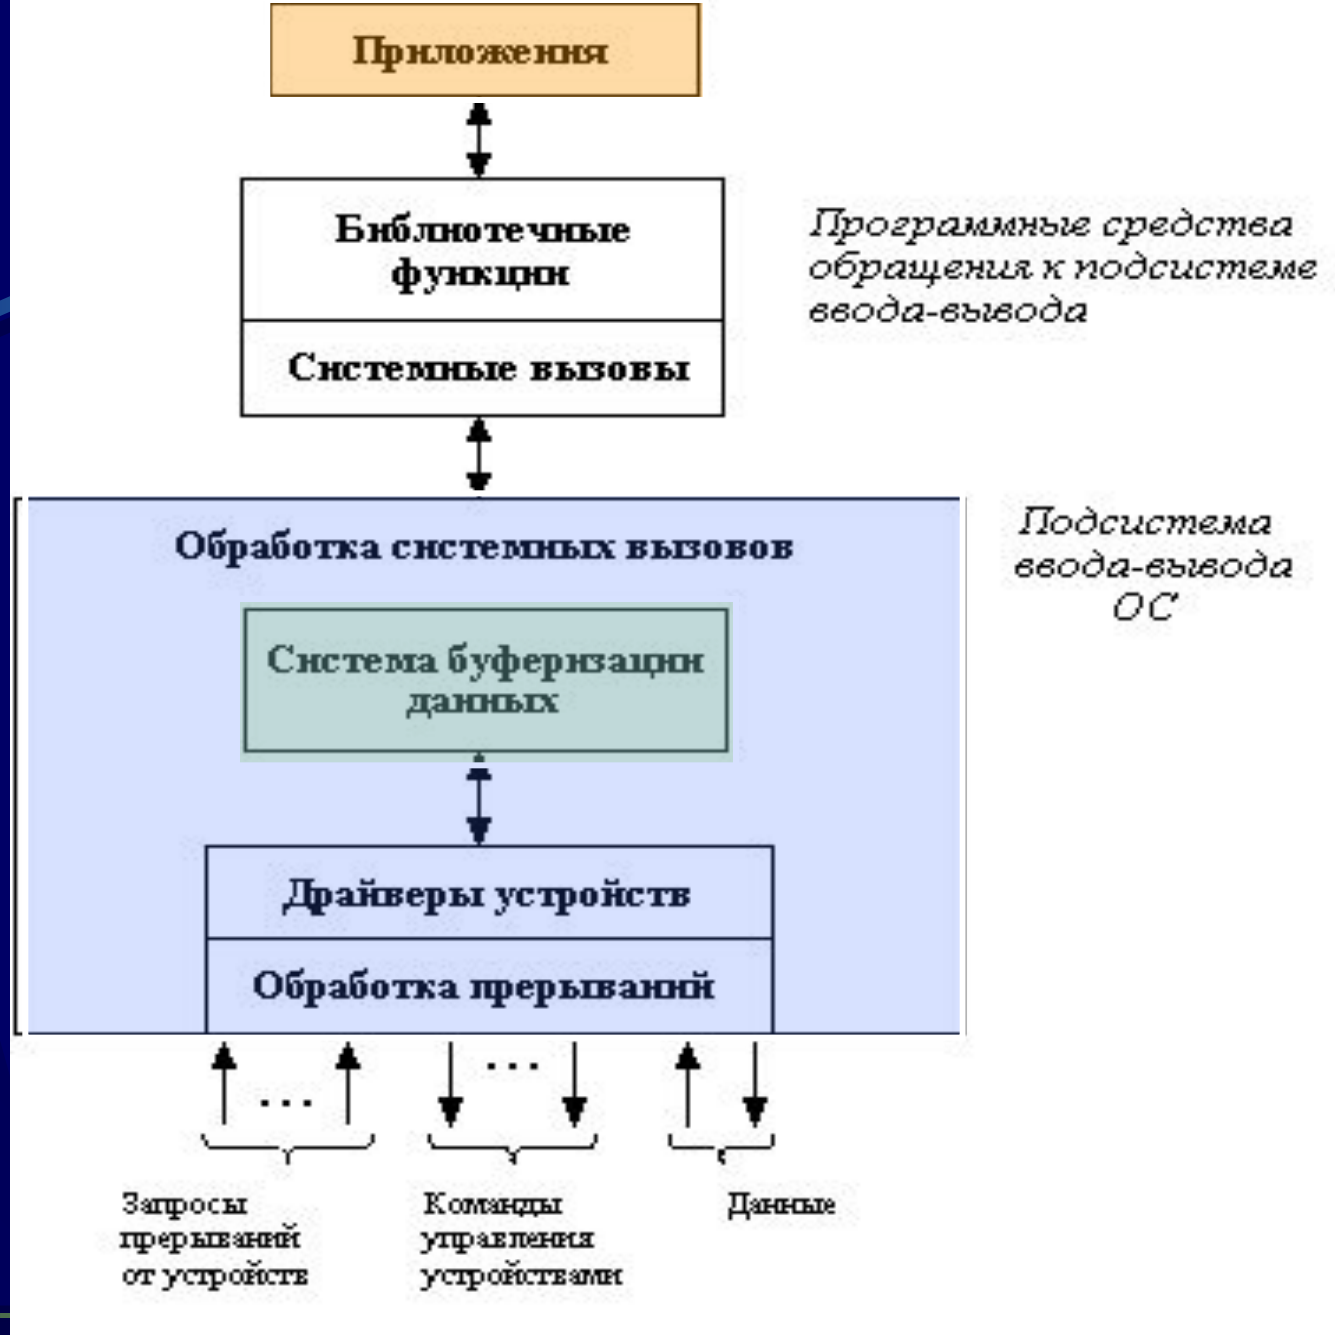 Приложения
Библиотечные
функции
Системные вызовы
Программные средства
обращения к подсистеме
ввода-вывода
Обработка системных вызовов
Подсистема
ввода-вывода
ОС
Система буферизации
данных
Драйверы устройств
Обработка прерываний
... ...
Запросы
прерываний
от устройств
Команды
управления
устройствами
Данные